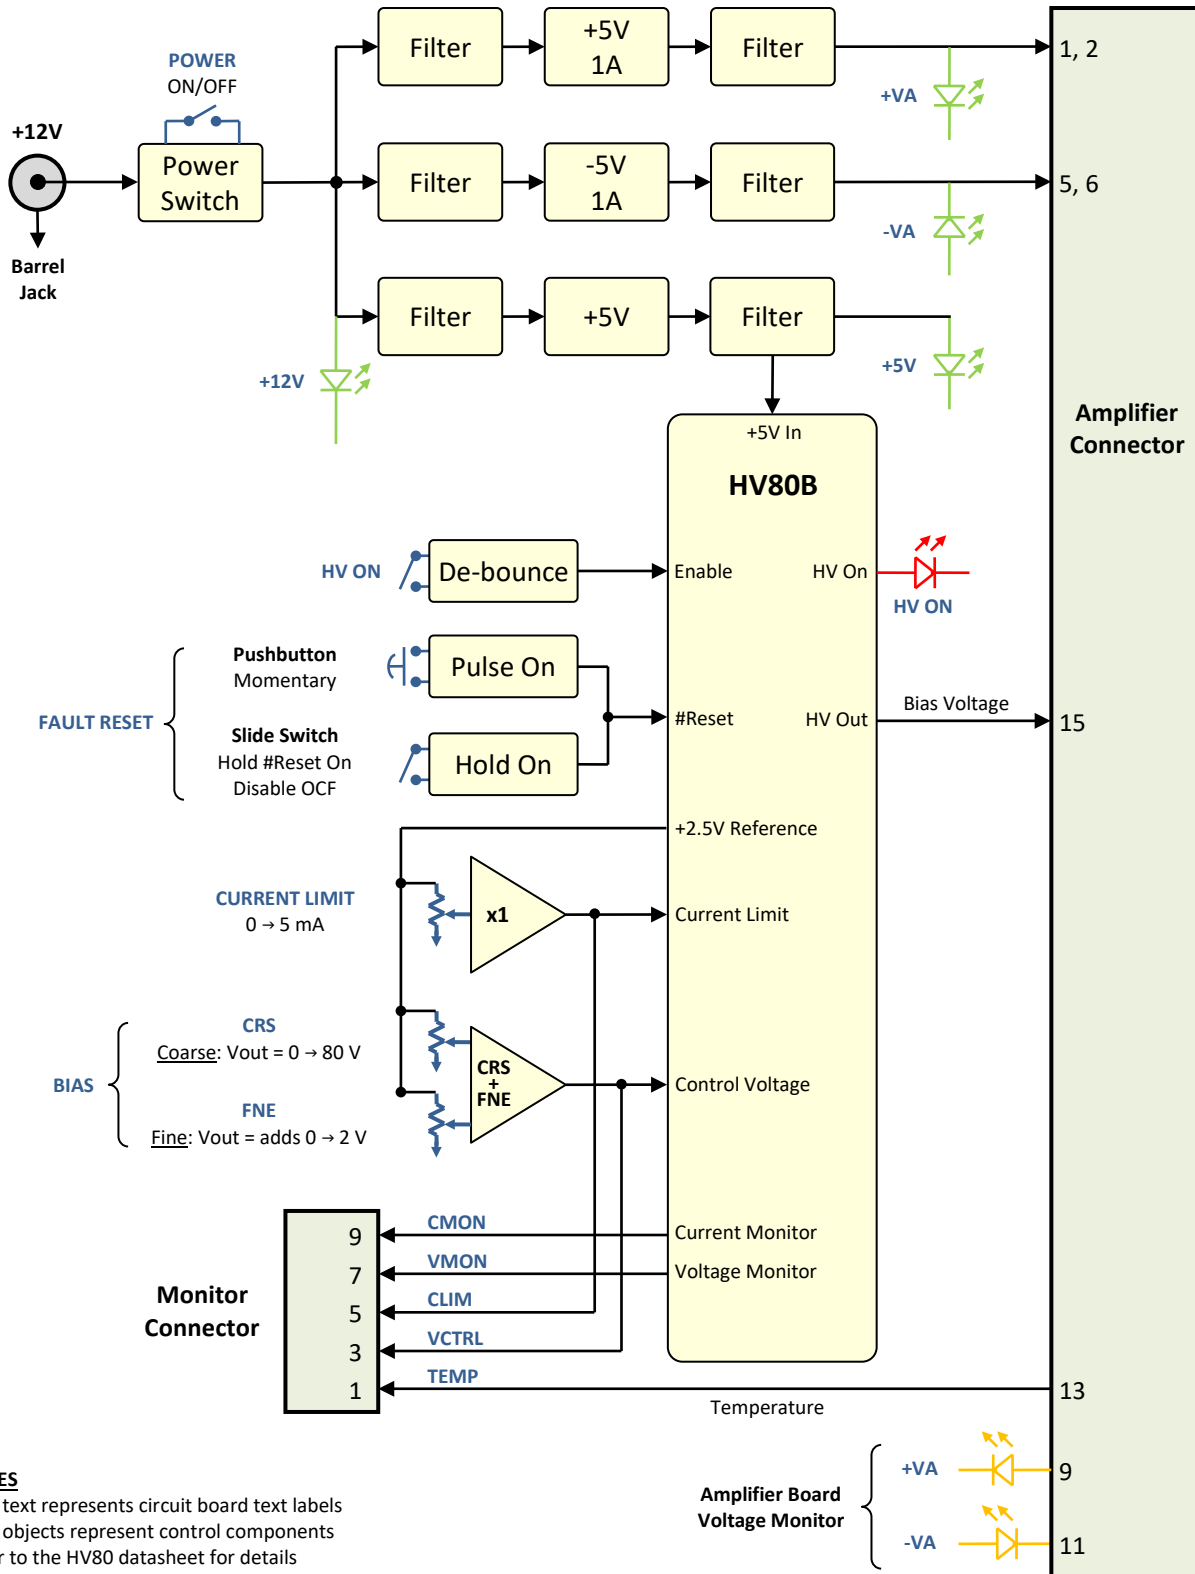 Filter
+5V
1A
Filter
1, 2
POWER
ON/OFF
+VA
+12V
Power
Switch
Filter
-5V
1A
Filter
5, 6
-VA
Barrel
Jack
Filter
+5V
Filter
+12V
+5V
Amplifier
Connector
+5V In
HV80B
HV ON
De-bounce
Enable
HV On
HV ON
Pushbutton
Momentary
Pulse On
FAULT RESET
#Reset
HV Out
Bias Voltage
15
Slide Switch
Hold #Reset On
Disable OCF
Hold On
+2.5V Reference
CURRENT LIMIT
0 → 5 mA
x1
Current Limit
CRS
Coarse: Vout = 0 → 80 V
BIAS
FNE
Fine: Vout = adds 0 → 2 V
CRS
+
FNE
Control Voltage
Monitor
Connector
9
CMON
Current Monitor
7
VMON
Voltage Monitor
5
CLIM
3
VCTRL
1
TEMP
Temperature
13
Amplifier Board
Voltage Monitor
+VA
9
-VA
11
ES
text represents circuit board text labels
objects represent control components
r to the HV80 datasheet for details